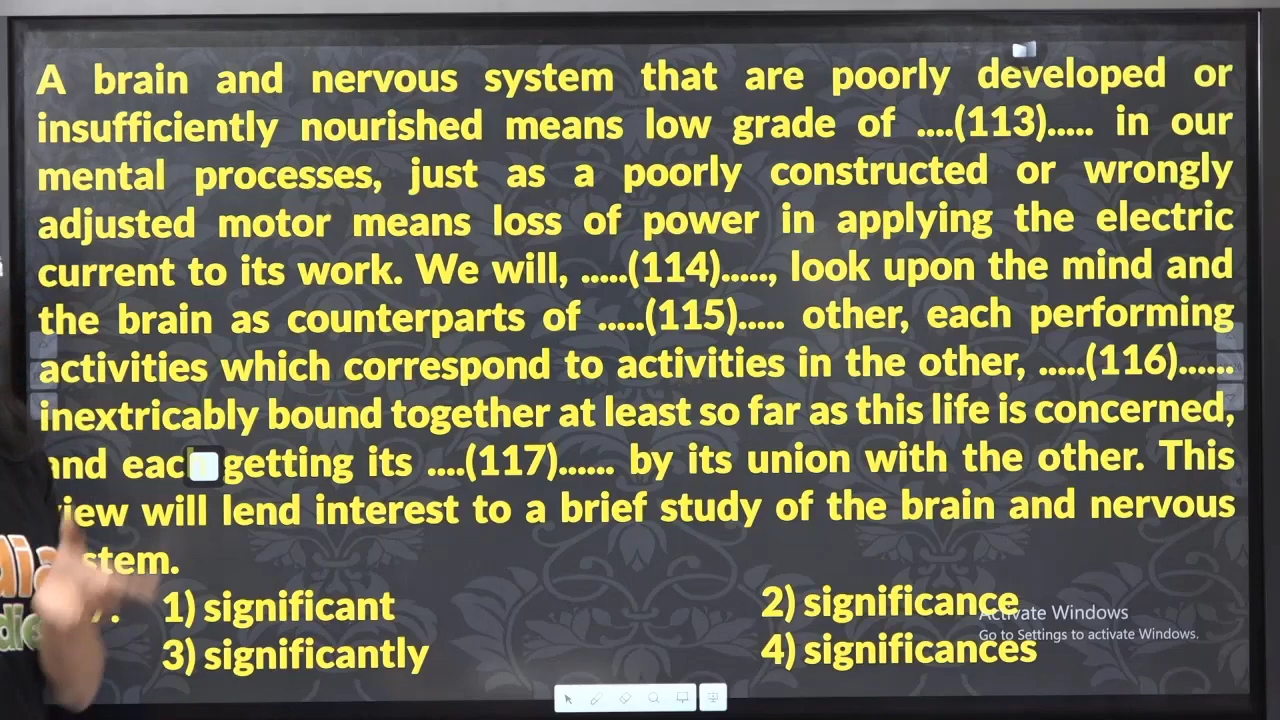 A brain and nervous system that are poorly developed or
insufficiently nourished means low grade of ....(113)..... in our
mental processes, just as a poorly constructed or wrongly
adjusted motor means loss of power in applying the electric
current to its work. We will, .....(114)....., look upon the mind and
the brain as counterparts of .....(115)..... other, each performing
activities which correspond to activities in the other, .....(116)......
inextricably bound together at least so far as this life is concerned,
and each getting its ....(117)...... by its union with the other. This
view will lend interest to a brief study of the brain and nervous
stem.
1) significant 2) significance
3) significantly 4) significances
Activate Windows
Go to Settings to activate Windows.